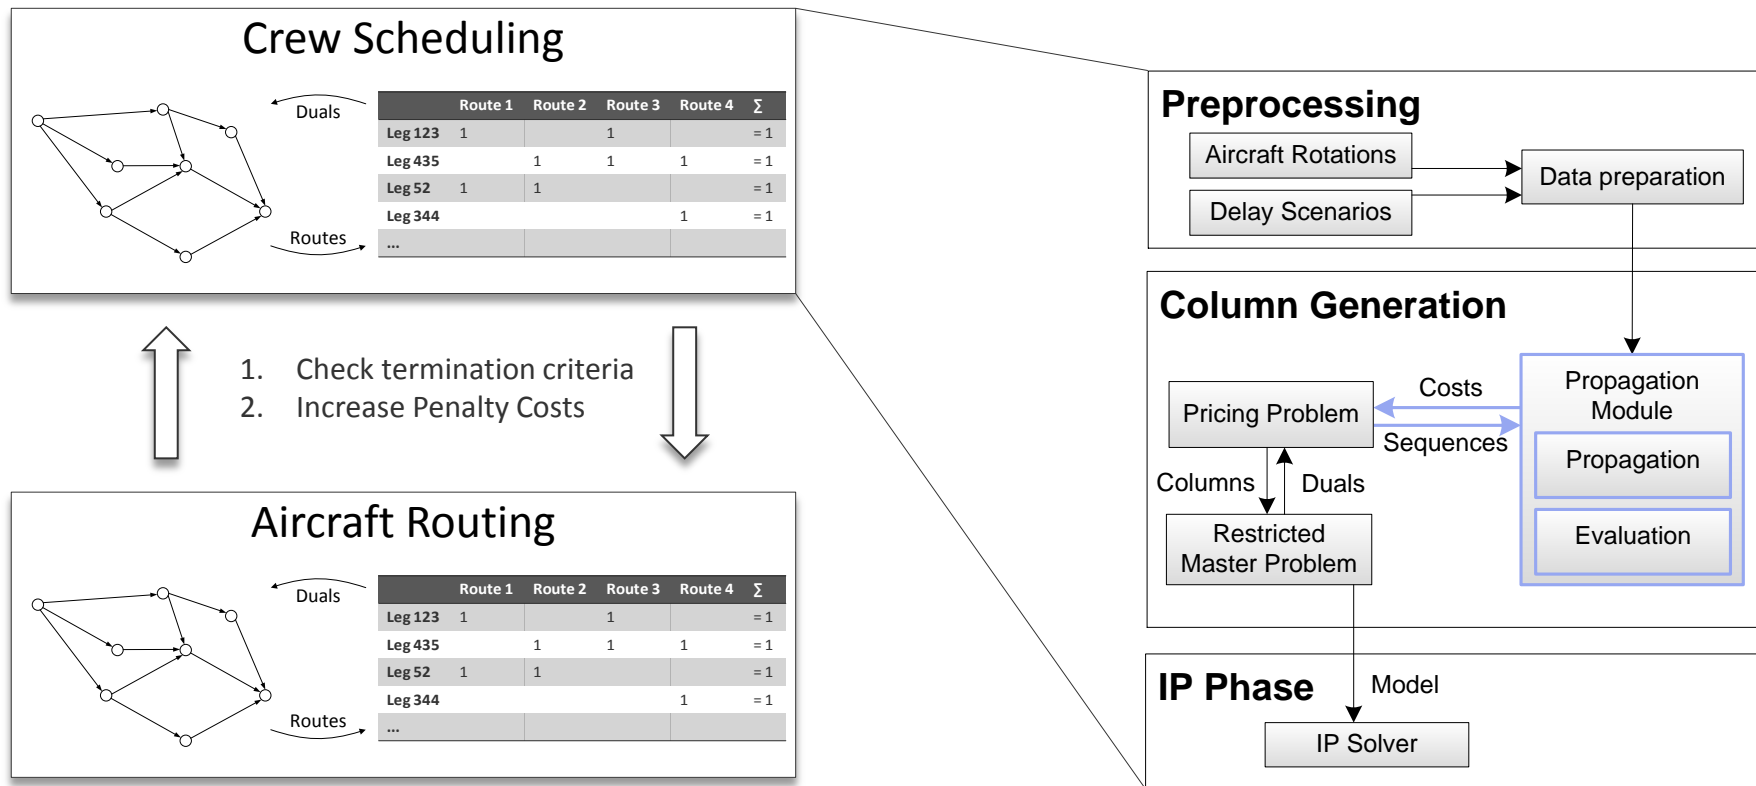 Crew Scheduling
Duals
Route 1 Route 2 Route 3 Route 4 ∑
Leg 123 1 1 = 1
Leg 435 1 1 1 = 1
Leg 52 1 1 = 1
Leg 344 1 = 1
...
Routes
1. Check termination criteria
2. Increase Penalty Costs
Aircraft Routing
Duals
Route 1 Route 2 Route 3 Route 4 ∑
Leg 123 1 1 = 1
Leg 435 1 1 1 = 1
Leg 52 1 1 = 1
Leg 344 1 = 1
...
Routes
Preprocessing
Aircraft Rotations
Delay Scenarios
Data preparation
Column Generation
Pricing Problem
Costs
Sequences
Propagation
Module
Propagation
Evaluation
Columns
Duals
Restricted
Master Problem
IP Phase
Model
IP Solver